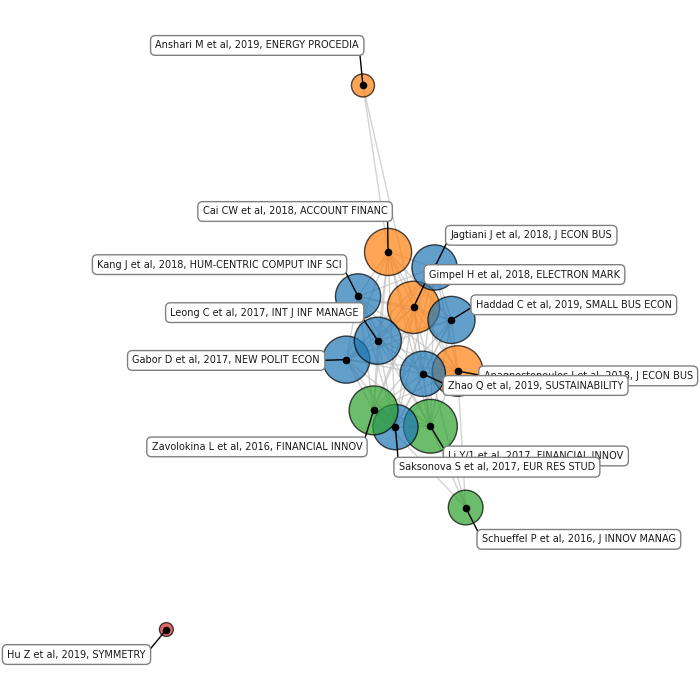 Anshari M et al, 2019, ENERGY PROCEDIA
Cai CW et al, 2018, ACCOUNT FINANC
Jagtiani J et al, 2018, J ECON BUS
Kang J et al, 2018, HUM-CENTRIC COMPUT INF SCI
Gimpel H et al, 2018, ELECTRON MARK
Haddad C et al, 2019, SMALL BUS ECON
Leong C et al, 2017, INT J INF MANAGE
Gabor D et al, 2017, NEW POLIT ECON
Anagnostopoulos I et al, 2018, J ECON BUS
Zhao Q et al, 2019, SUSTAINABILITY
Zavolokina L et al, 2016, FINANCIAL INNOV
Li Y/1 et al, 2017, FINANCIAL INNOV
Saksonova S et al, 2017, EUR RES STUD
Schueffel P et al, 2016, J INNOV MANAG
Hu Z et al, 2019, SYMMETRY